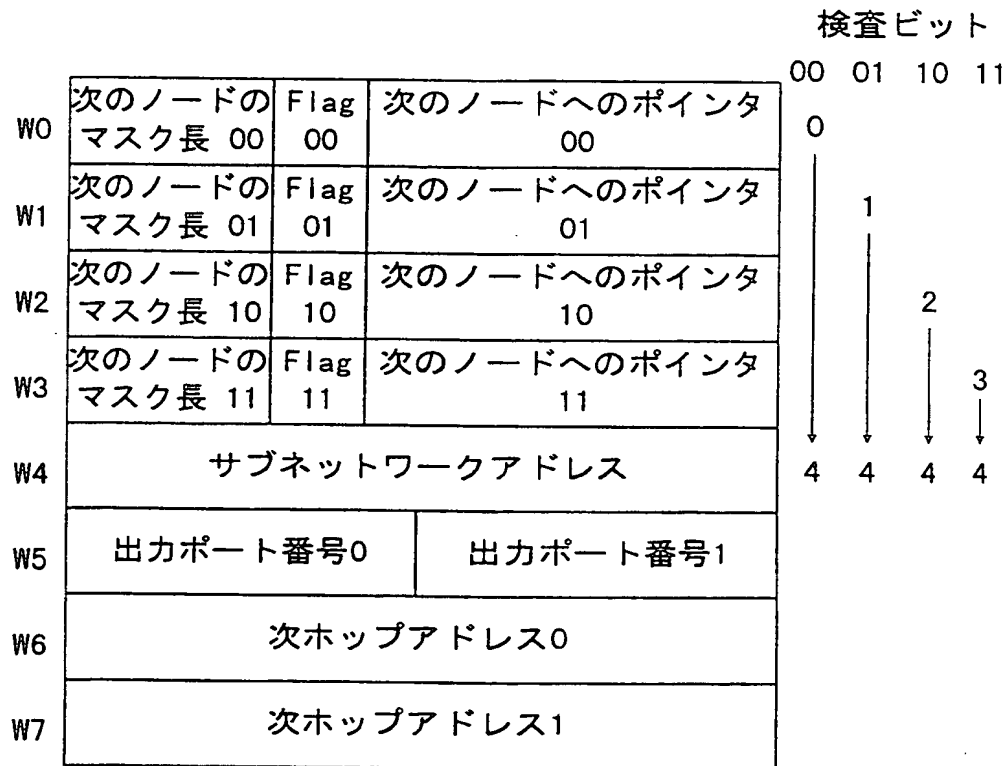 検査ビット
00 01 10 11
W0 次のノードの Flag 次のノードへのポインタ 0
マスク長 00 00 00
W1 次のノードの Flag 次のノードへのポインタ 1
マスク長 01 01 01
W2 次のノードの Flag 次のノードへのポインタ 2
マスク長 10 10 10
W3 次のノードの Flag 次のノードへのポインタ 3
マスク長 11 11 11
W4 サブネットワークアドレス 4 4 4 4
W5 出力ポート番号0 出力ポート番号1
W6 次ホップアドレス0
W7 次ホップアドレス1